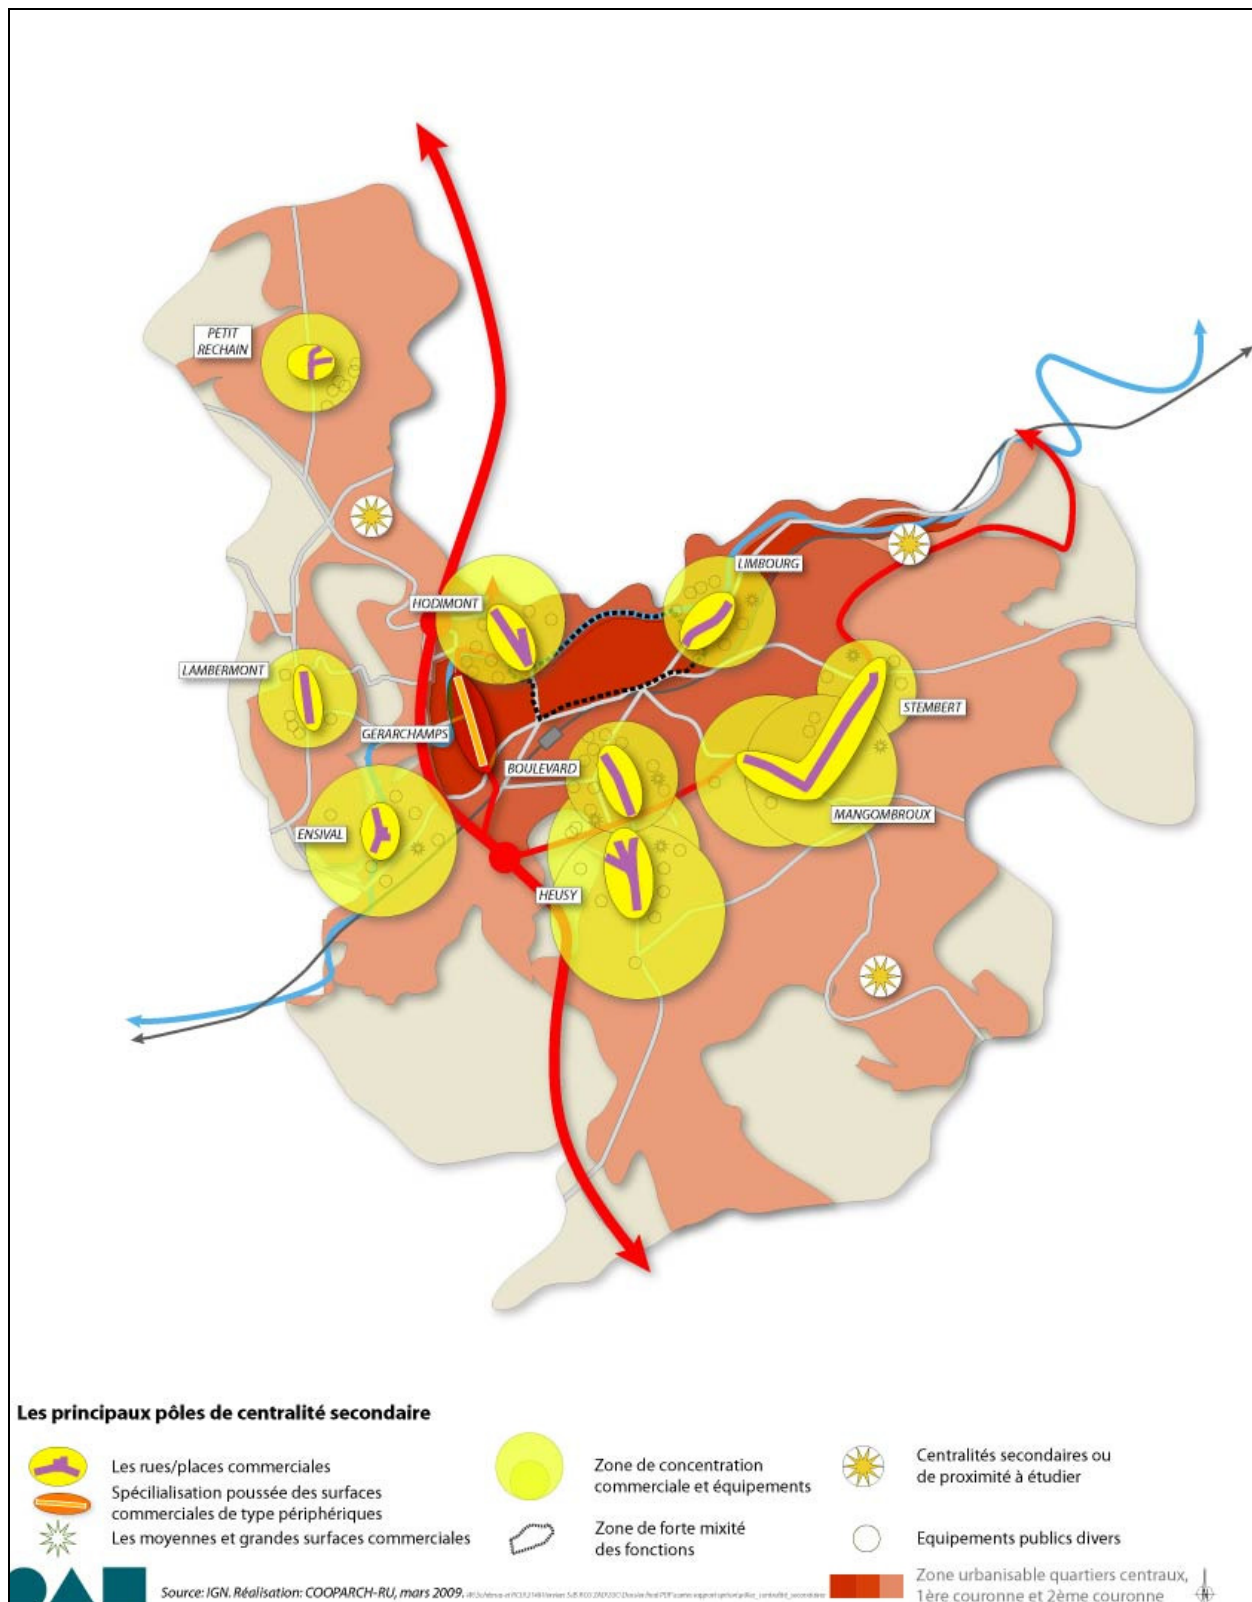 PETIT
RECHAIN
HODIMONT
LIMBOURG
LAMBERMONT
GERARCHAMPS
STEMBERT
BOULEVARD
ENSIVAL
MANGOMBROUX
HEUSY
Les principaux pôles de centralité secondaire
Les rues/places commerciales
Spécilialisation poussée des surfaces
commerciales de type périphériques
Les moyennes et grandes surfaces commerciales
Zone de concentration
commerciale et équipements
Zone de forte mixité
des fonctions
Centralités secondaires ou
de proximité à étudier
Equipements publics divers
Zone urbanisable quartiers centraux,
1ère couronne et 2ème couronne
Source: IGN. Réalisation: COOPARCH-RU, mars 2009.